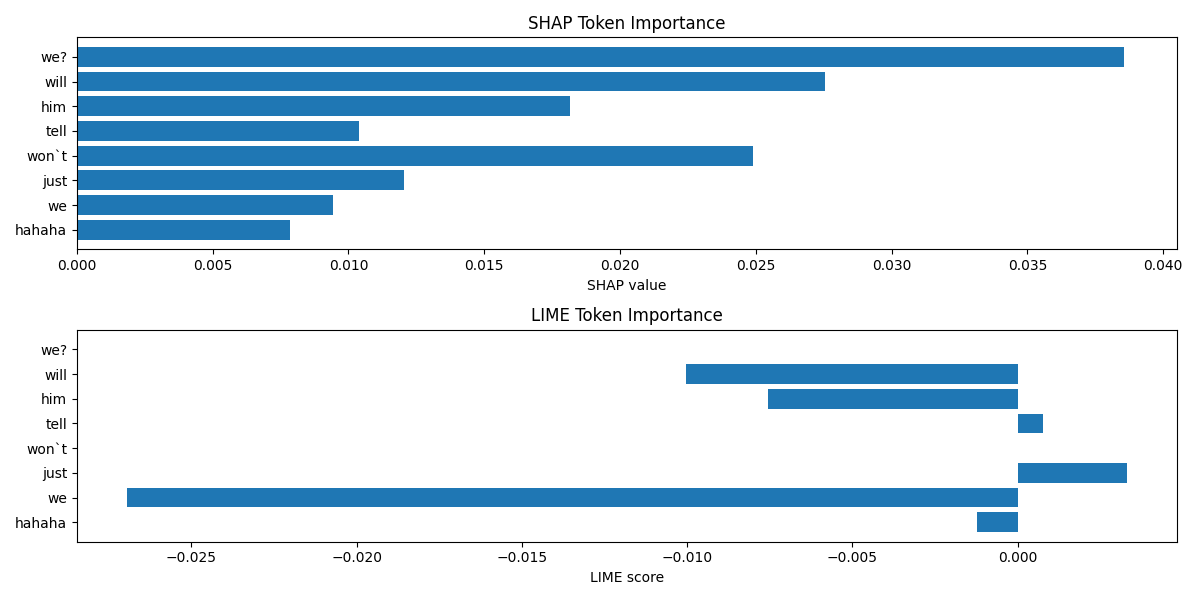 SHAP Token Importance
we?
will
him
tell
won`t
just
we
hahaha
0.000 0.005 0.010 0.015 0.020 0.025 0.030 0.035 0.040
SHAP value
LIME Token Importance
we?
will
him
tell
won`t
just
we
hahaha
−0.025 −0.020 −0.015 −0.010 −0.005 0.000
LIME score